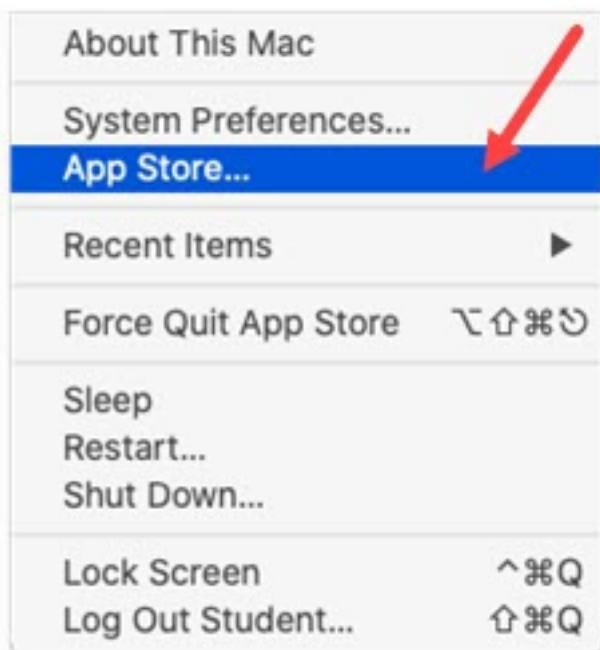 About This Mac
System Preferences...
App Store...
Recent Items ▶
Force Quit App Store ⌥⇧⌘⎋
Sleep
Restart...
Shut Down...
Lock Screen ^⌘Q
Log Out Student... ⇧⌘Q